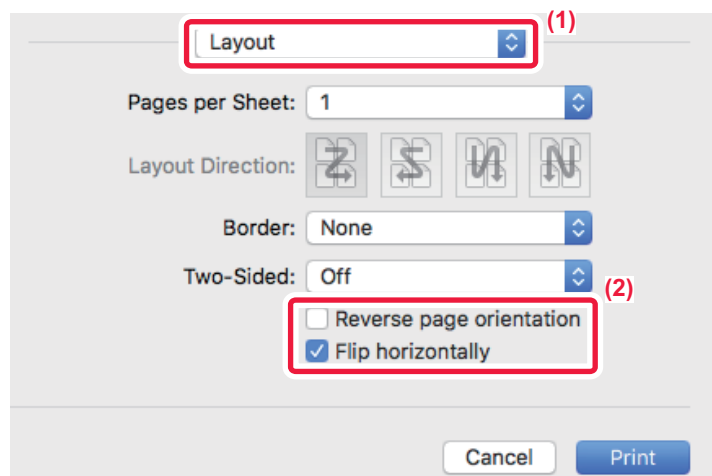 (1)
Layout
Pages per Sheet: 1
Layout Direction:
Border: None
Two-Sided: Off
(2)
Reverse page orientation
Flip horizontally
Cancel Print